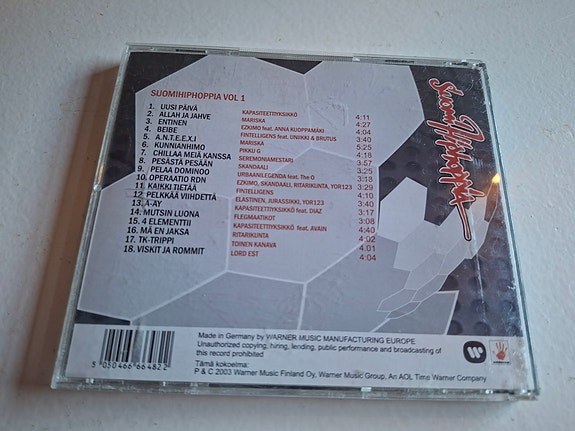 SUOMIHIPHOPPIA VOL 1
1. UUSI PÄIVÄ KAPASITEETTIYKSIKKÖ 4:11
2. ALLAH JA JAHVE MARISKA 4:27
3. ENTINEN EZKIMO feat. ANNA KUOPPAMÄKI 4:04
4. BEIBE FINTELLIGENS feat. UNIIKKI & BRUTUS 5:25
5. A.N.T.E.E.X.I MARISKA 4:18
6. KUNNIANHIMO PIKKU G 3:57
7. CHILLAA MEIÄ KANSSA SEREMONIAMESTARI 4:53
8. PESÄSTÄ PESÄÄN SKANDAALI 3:18
9. PELAA DOMINOO URBAANILEGENDA feat. The O 3:29
10. OPERAATIO RDN EZKIMO, SKANDAALI, RITARIKUNTA, YOR123 4:10
11. KAIKKI TIETÄÄ FINTELLIGENS 3:28
12. PELKKÄÄ VIIHDETTÄ ELASTINEN, JURASSIKKI, YOR123 3:40
13. A-AY KAPASITEETTIYKSIKKÖ feat. DIAZ 3:17
14. MUTSIN LUONA FLEGMAATIKOT 3:08
15. 4 ELEMENTTI KAPASITEETTIYKSIKKÖ feat. AVAIN 4:40
16. MÄ EN JAKSA RITARIKUNTA 4:02
17. TK-TRIPPI TOINEN KANAVA 4.01
18. VISKIT JA ROMMIT LORD EST 4:04
SuomiHiphoppia
Made in Germany by WARNER MUSIC MANUFACTURING EUROPE
Unauthorized copying, hiring, lending, public performance and broadcasting of
this record prohibited
Tämä kokoelma:
P & C 2003 Warner Music Finland Oy, Warner Music Group, An AOL Time Warner Company
5 050466 66482 2